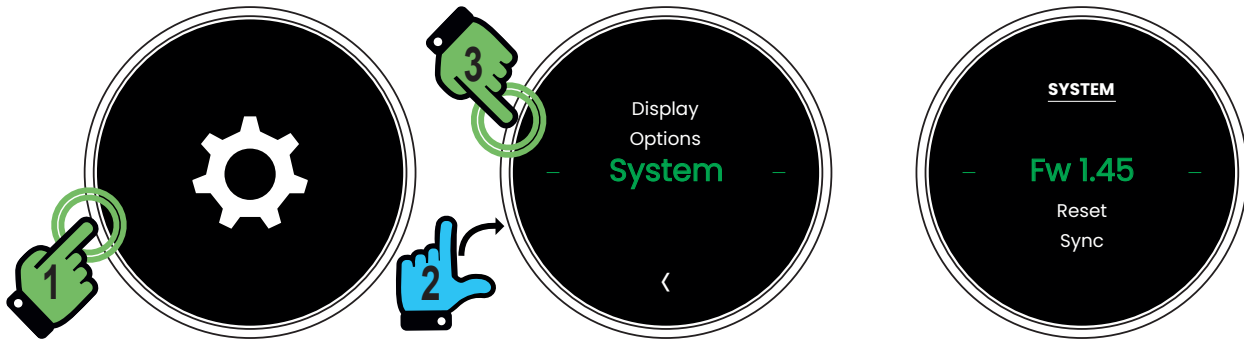 1
2
3
Display
Options
System
SYSTEM
Fw 1.45
Reset
Sync